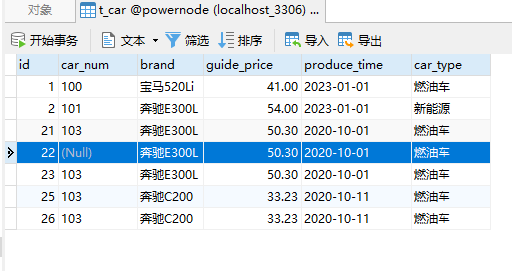 对象 t_car @powernode (localhost_3306) ...
开始事务 文本 筛选 排序 导入 导出
id car_num brand guide_price produce_time car_type
1 100 宝马520Li 41.00 2023-01-01 燃油车
2 101 奔驰E300L 54.00 2023-01-01 新能源
21 103 奔驰E300L 50.30 2020-10-01 燃油车
22 (Null) 奔驰E300L 50.30 2020-10-01 燃油车
23 103 奔驰E300L 50.30 2020-10-01 燃油车
25 103 奔驰C200 33.23 2020-10-11 燃油车
26 103 奔驰C200 33.23 2020-10-11 燃油车